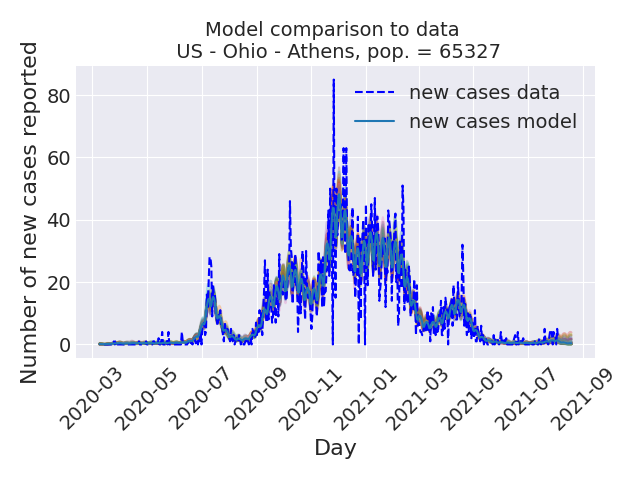 Model comparison to data
US - Ohio - Athens, pop. = 65327
Number of new cases reported
80
60
40
20
0
new cases data
new cases model
2020-03
2020-05
2020-07
2020-09
2020-11
2021-01
2021-03
2021-05
2021-07
2021-09
Day